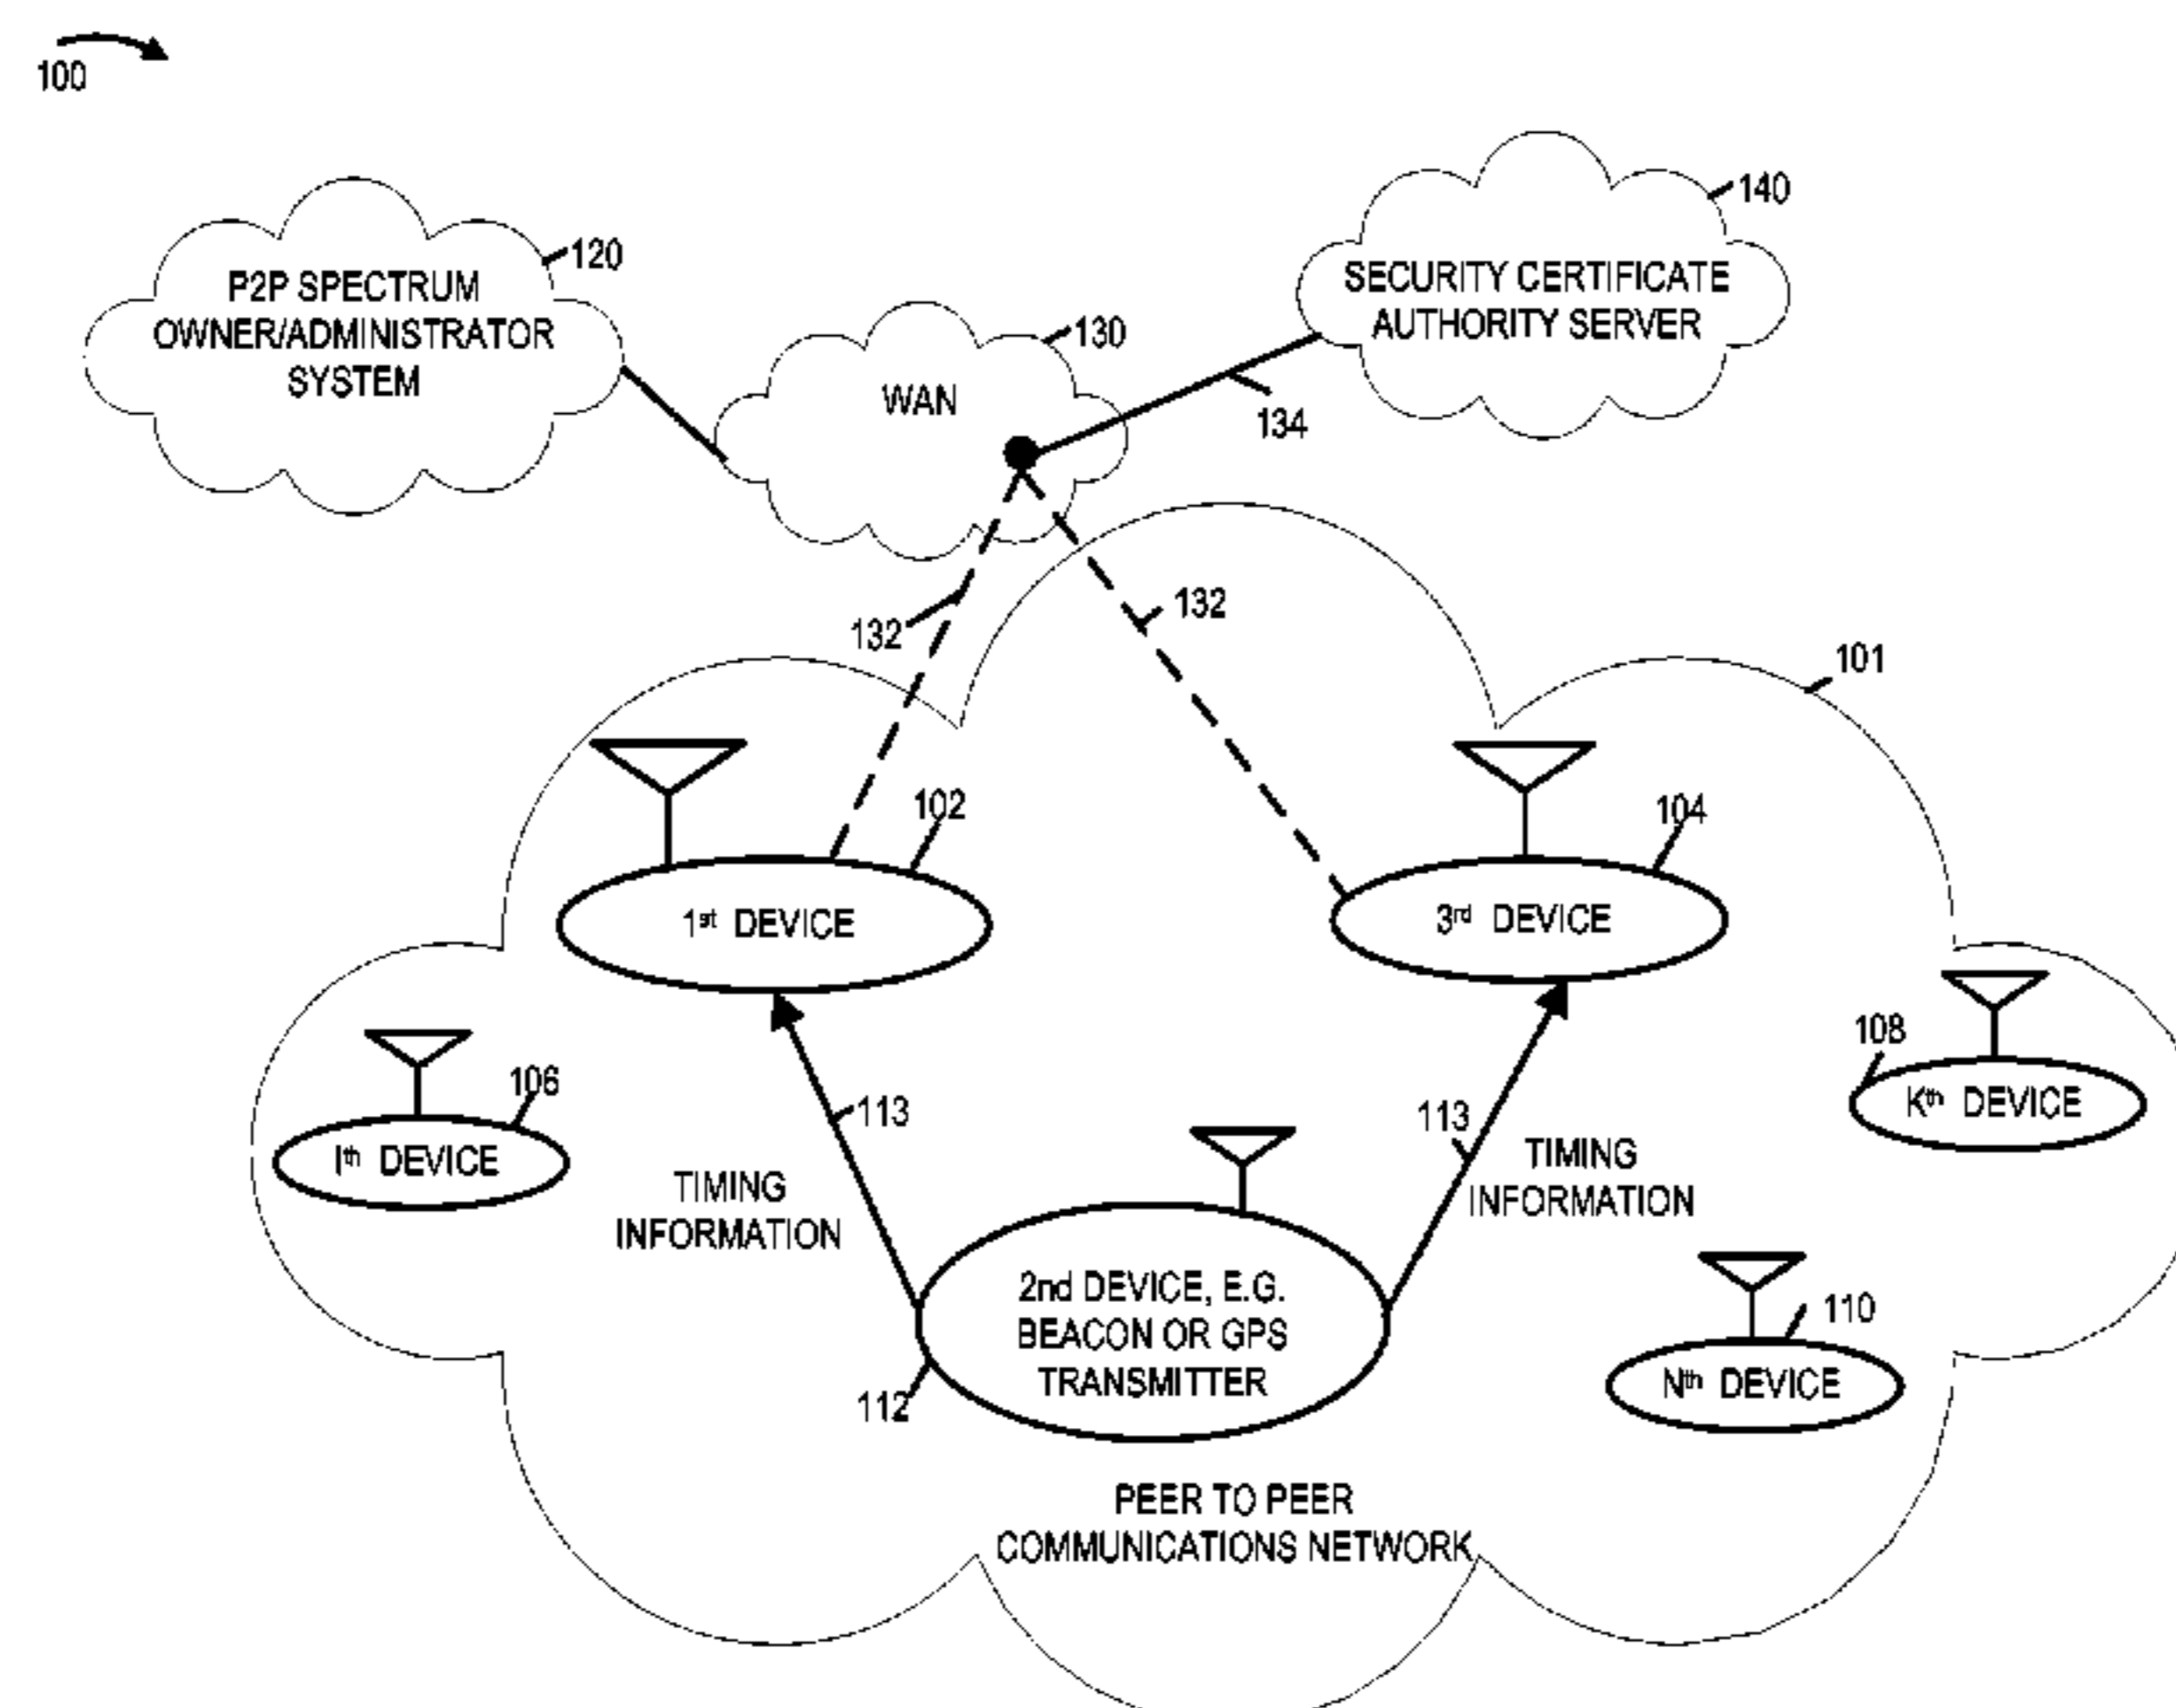 100
140
120
P2P SPECTRUM
OWNER/ADMINISTRATOR
SYSTEM
SECURITY CERTIFICATE
AUTHORITY SERVER
130
WAN
134
132
132
101
102
104
1st DEVICE
3rd DEVICE
106
108
Ith DEVICE
Kth DEVICE
113
113
TIMING
INFORMATION
TIMING
INFORMATION
2nd DEVICE, E.G.
BEACON OR GPS
TRANSMITTER
112
110
Nth DEVICE
PEER TO PEER
COMMUNICATIONS NETWORK